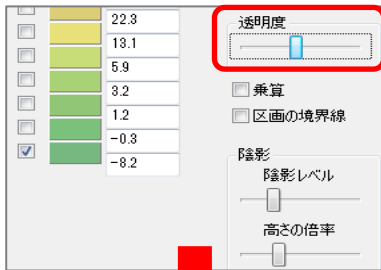 22.3
13.1
5.9
3.2
1.2
-0.3
-8.2
透明度
乗算
区画の境界線
陰影
陰影レベル
高さの倍率